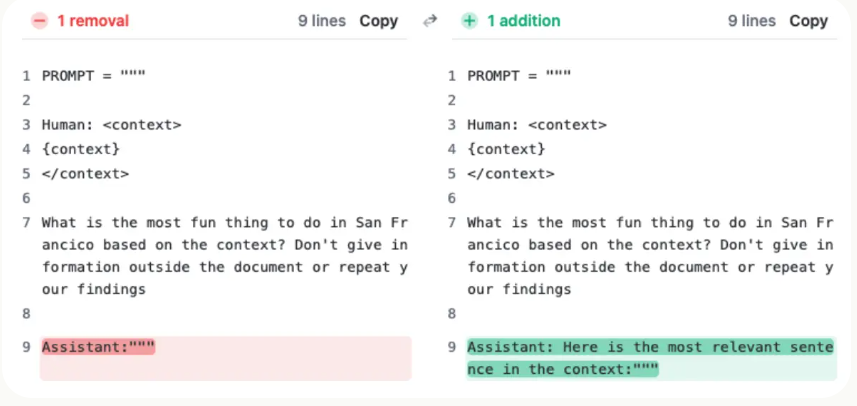 1 removal 9 lines Copy
1 PROMPT = """
2
3 Human: <context>
4 {context}
5 </context>
6
7 What is the most fun thing to do in San Fr
ancico based on the context? Don't give in
formation outside the document or repeat y
our findings
8
9 Assistant:"""
1 addition 9 lines Copy
1 PROMPT = """
2
3 Human: <context>
4 {context}
5 </context>
6
7 What is the most fun thing to do in San Fr
ancico based on the context? Don't give in
formation outside the document or repeat y
our findings
8
9 Assistant: Here is the most relevant sente
nce in the context:"""